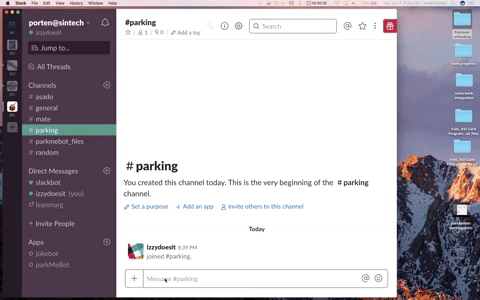 Slack File Edit View History Window Help
porten@sintech
izzydoesit
Jump to...
All Threads
Channels
# asado
# general
# mate
# parking
# parkmebot_files
# random
Direct Messages
slackbot
izzydoesit (you)
leanmarg
+ Invite People
Apps
jokebot
parkMeBot
#parking
1
0
Add a top
Search
#parking
You created this channel today. This is the very beginning of the # parking
channel.
Set a purpose + Add an app Invite others to this channel
Today
izzydoesit 8:39 PM
joined #parking.
Message #parking